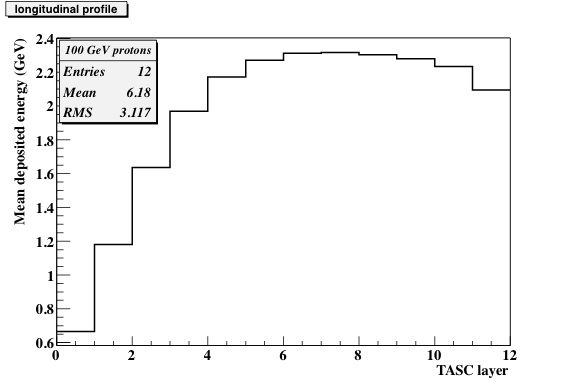 longitudinal profile
Mean deposited energy (GeV)
2.4
2.2
2
1.8
1.6
1.4
1.2
1
0.8
0.6
100 GeV protons
Entries 12
Mean 6.18
RMS 3.117
0 2 4 6 8 10 12
TASC layer